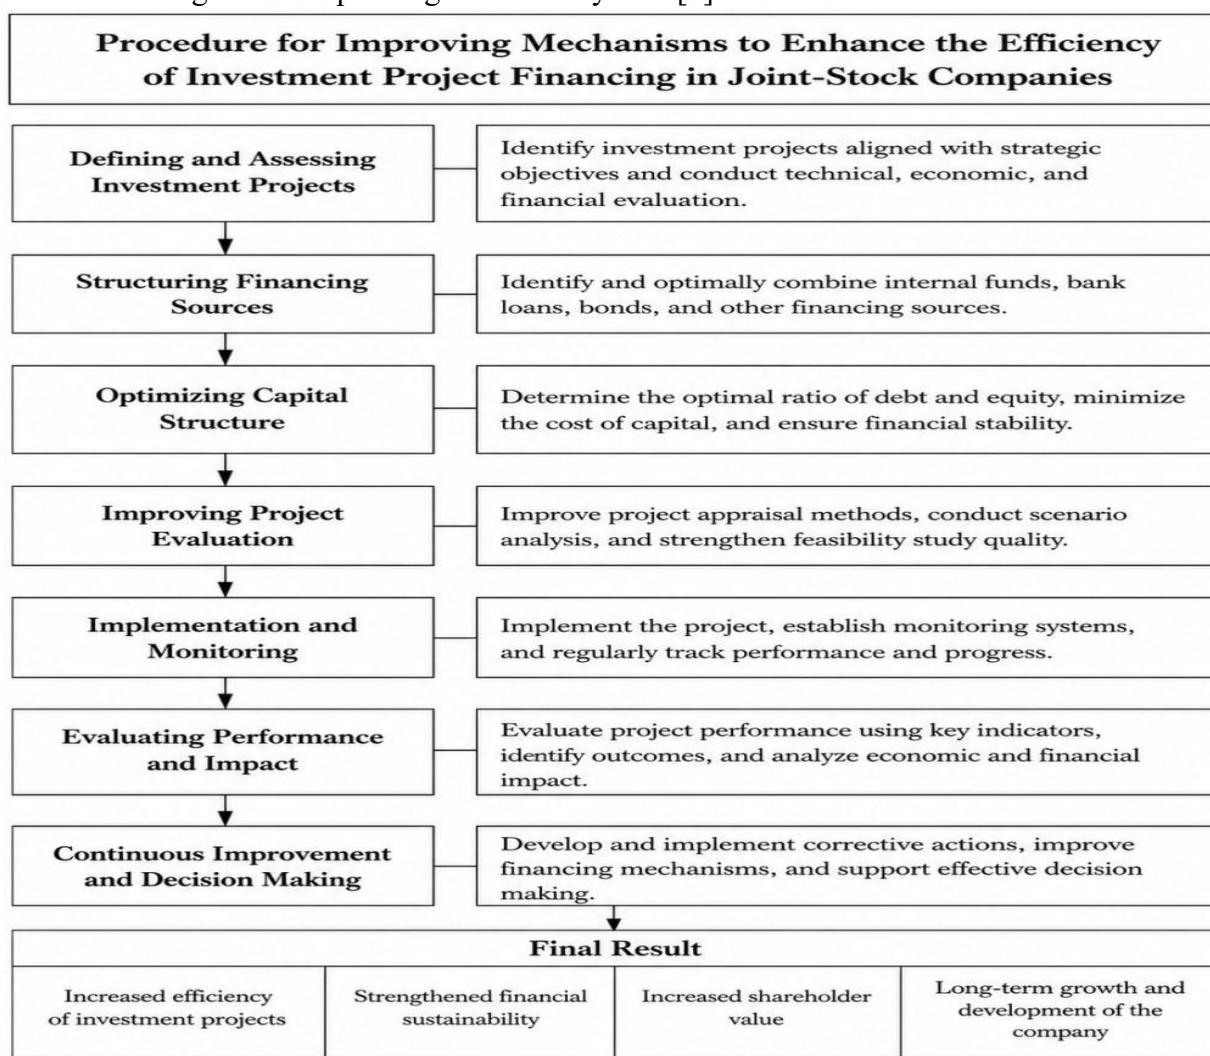 Procedure for Improving Mechanisms to Enhance the Efficiency
of Investment Project Financing in Joint-Stock Companies
Defining and Assessing
Investment Projects
Identify investment projects aligned with strategic
objectives and conduct technical, economic, and
financial evaluation.
Structuring Financing
Sources
Identify and optimally combine internal funds, bank
loans, bonds, and other financing sources.
Optimizing Capital
Structure
Determine the optimal ratio of debt and equity, minimize
the cost of capital, and ensure financial stability.
Improving Project
Evaluation
Improve project appraisal methods, conduct scenario
analysis, and strengthen feasibility study quality.
Implementation and
Monitoring
Implement the project, establish monitoring systems,
and regularly track performance and progress.
Evaluating Performance
and Impact
Evaluate project performance using key indicators,
identify outcomes, and analyze economic and financial
impact.
Continuous Improvement
and Decision Making
Develop and implement corrective actions, improve
financing mechanisms, and support effective decision
making.
Final Result
Increased efficiency
of investment projects
Strengthened financial
sustainability
Increased shareholder
value
Long-term growth and
development of the
company